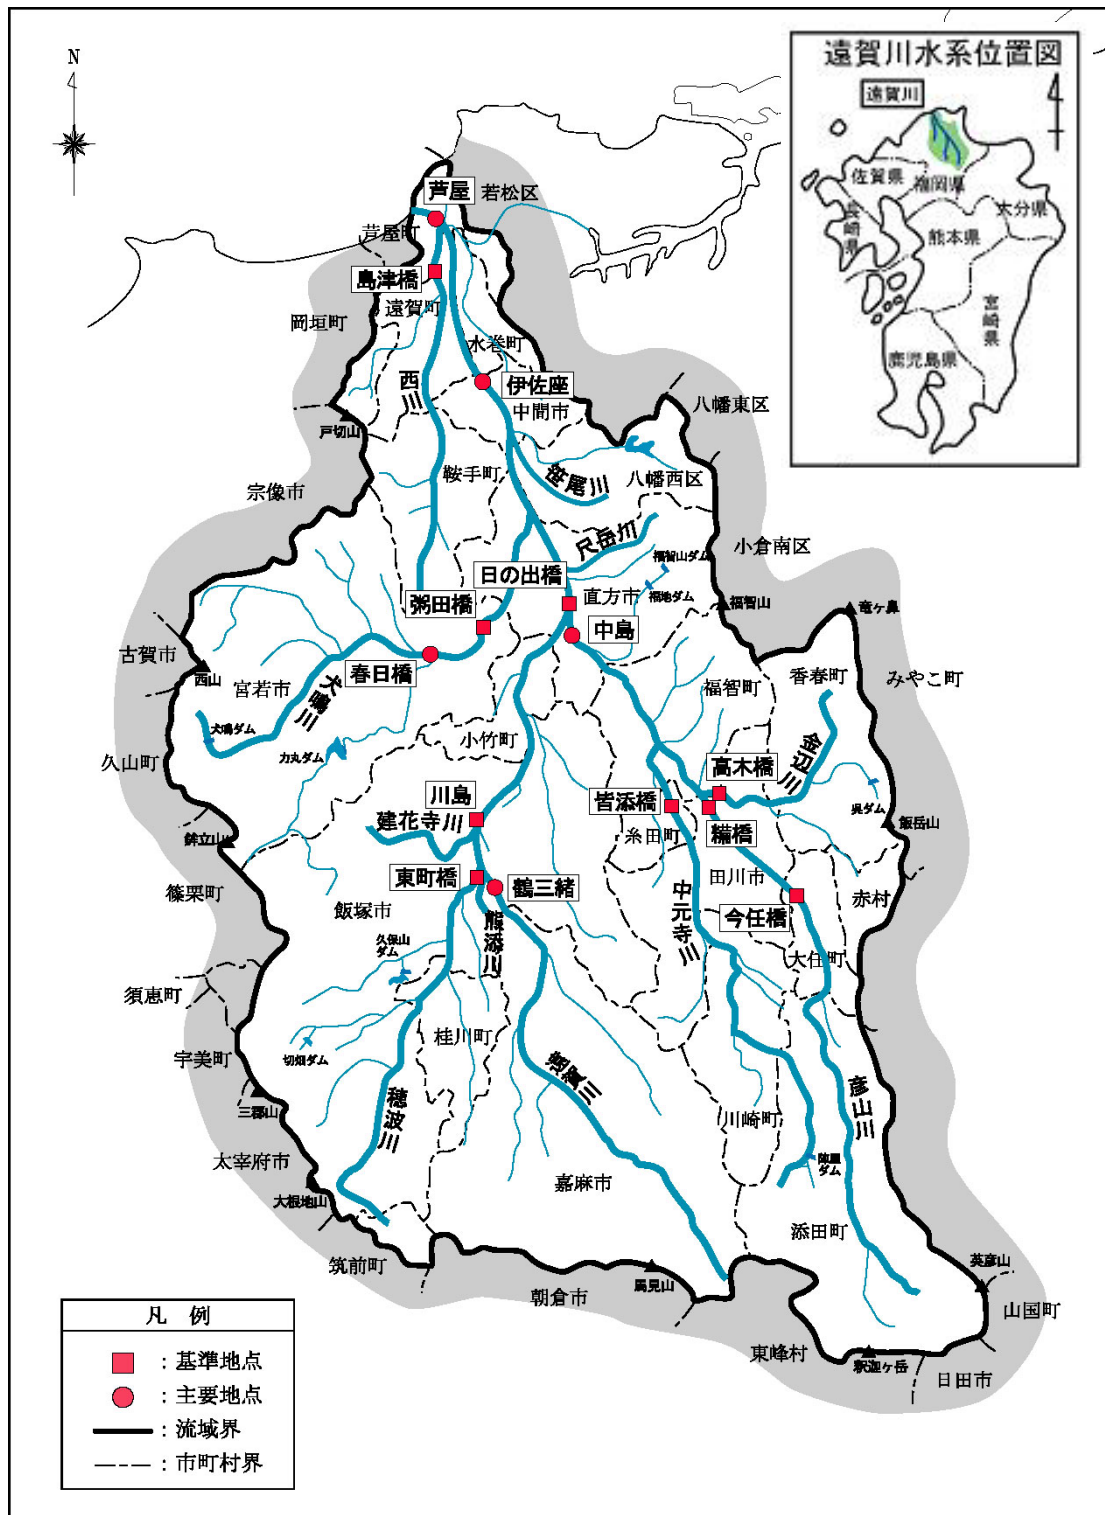 遠賀川水系位置図
遠賀川
佐賀県
福岡県
大分県
長崎県
熊本県
宮崎県
鹿児島県
N
芦屋
若松区
芦屋町
島津橋
遠賀町
岡垣町
水巻町
西川
伊佐座
中間市
八幡東区
戸切山
鞍手町
笹尾川
八幡西区
宗像市
尺岳川
小倉南区
日の出橋
福智山ダム
直方市
福地ダム
福智山
竜ヶ鼻
粥田橋
中島
古賀市
西山
宮若市
春日橋
犬鳴川
福智町
香春町
みやこ町
犬鳴ダム
力丸ダム
小竹町
金辺川
久山町
高木橋
川島
皆添橋
呉ダム
建花寺川
糒橋
飯岳山
鉾立山
糸田町
東町橋
鶴三緒
田川市
赤村
篠栗町
飯塚市
熊添川
中元寺川
今任橋
久保山
ダム
大任町
須恵町
桂川町
宇美町
切畑ダム
穂波川
三郡山
川崎町
彦山川
太宰府市
陣屋
ダム
大根地山
嘉麻市
添田町
筑前町
馬見山
英彦山
朝倉市
山国町
東峰村
釈迦ヶ岳
日田市
凡 例
：基準地点
：主要地点
：流域界
：市町村界